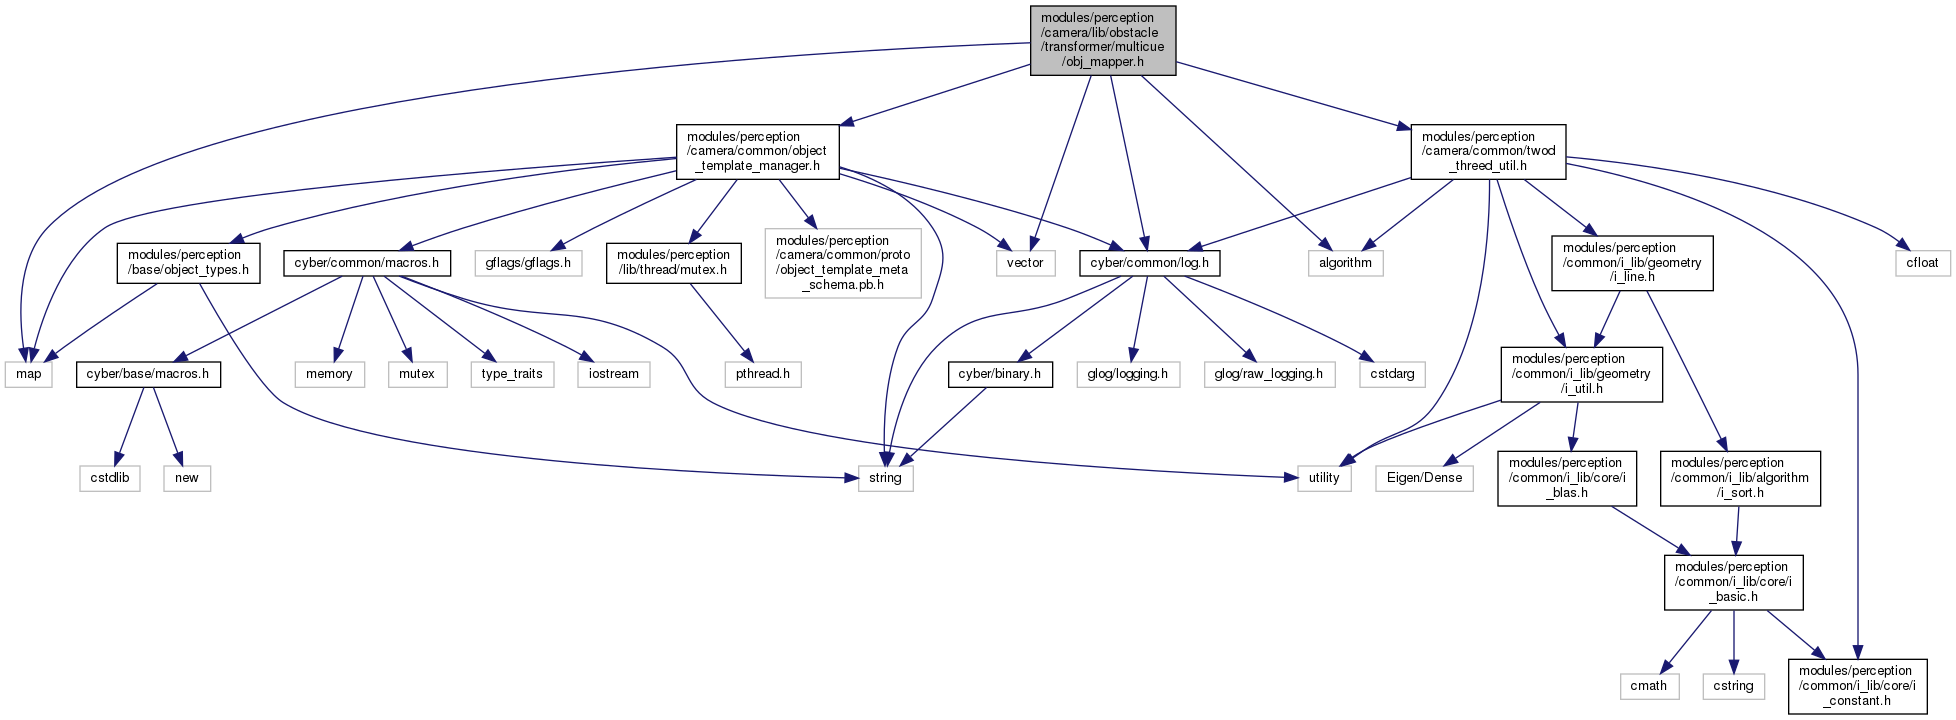 modules/perception
/camera/lib/obstacle
/transformer/multicue
/obj_mapper.h
modules/perception
/camera/common/object
_template_manager.h
modules/perception
/camera/common/twod
_threed_util.h
modules/perception
/base/object_types.h
cyber/common/macros.h
gflags/gflags.h
modules/perception
/lib/thread/mutex.h
modules/perception
/camera/common/proto
/object_template_meta
_schema.pb.h
vector
cyber/common/log.h
algorithm
modules/perception
/common/i_lib/geometry
/i_line.h
cfloat
map
cyber/base/macros.h
memory
mutex
type_traits
iostream
pthread.h
cyber/binary.h
glog/logging.h
glog/raw_logging.h
cstdarg
modules/perception
/common/i_lib/geometry
/i_util.h
cstdlib
new
string
utility
Eigen/Dense
modules/perception
/common/i_lib/core/i
_blas.h
modules/perception
/common/i_lib/algorithm
/i_sort.h
modules/perception
/common/i_lib/core/i
_basic.h
cmath
cstring
modules/perception
/common/i_lib/core/i
_constant.h